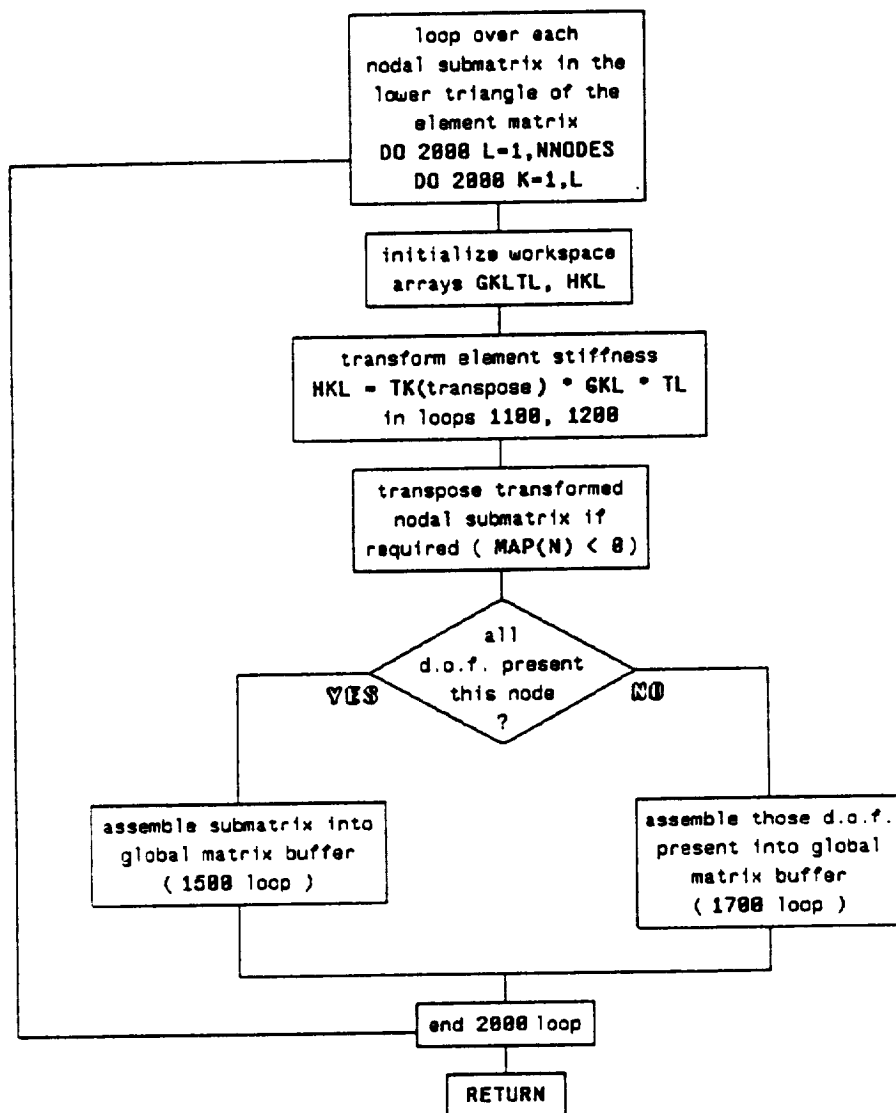 loop over each
nodal submatrix in the
lower triangle of the
element matrix
DO 2000 L=1,NNODES
DO 2000 K=1,L
initialize workspace
arrays GKLTL, HKL
transform element stiffness
HKL = TK(transpose) * GKL * TL
in loops 1100, 1200
transpose transformed
nodal submatrix if
required ( MAP(N) < 0)
all
d.o.f. present
this node
?
YES
NO
assemble submatrix into
global matrix buffer
( 1500 loop )
assemble those d.o.f.
present into global
matrix buffer
( 1700 loop )
end 2000 loop
RETURN